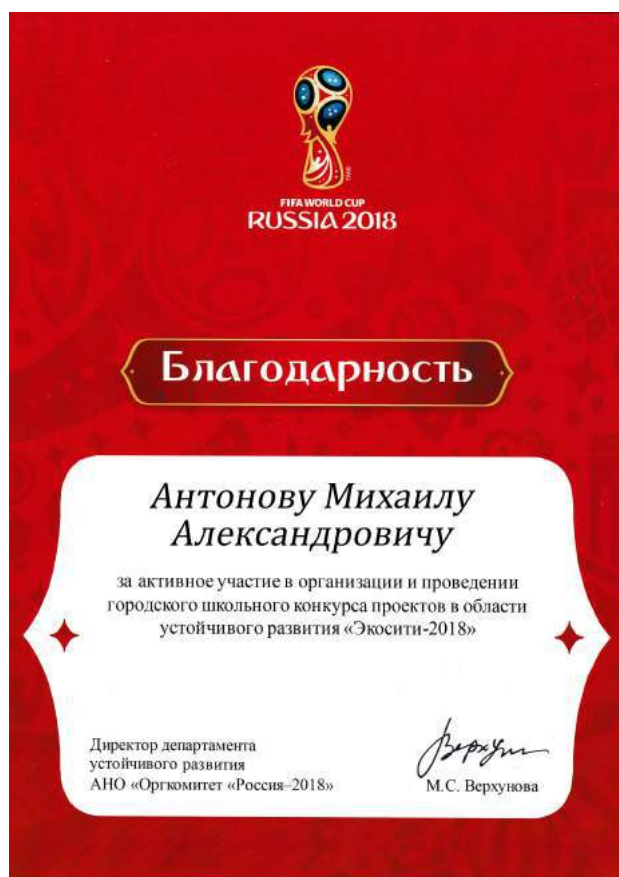 FIFA WORLD CUP
RUSSIA 2018
Благодарность
Антонову Михаилу
Александровичу
за активное участие в организации и проведении
городского школьного конкурса проектов в области
устойчивого развития «Экосити-2018»
Директор департамента
устойчивого развития
АНО «Оргкомитет «Россия–2018»
М.С. Верхунова